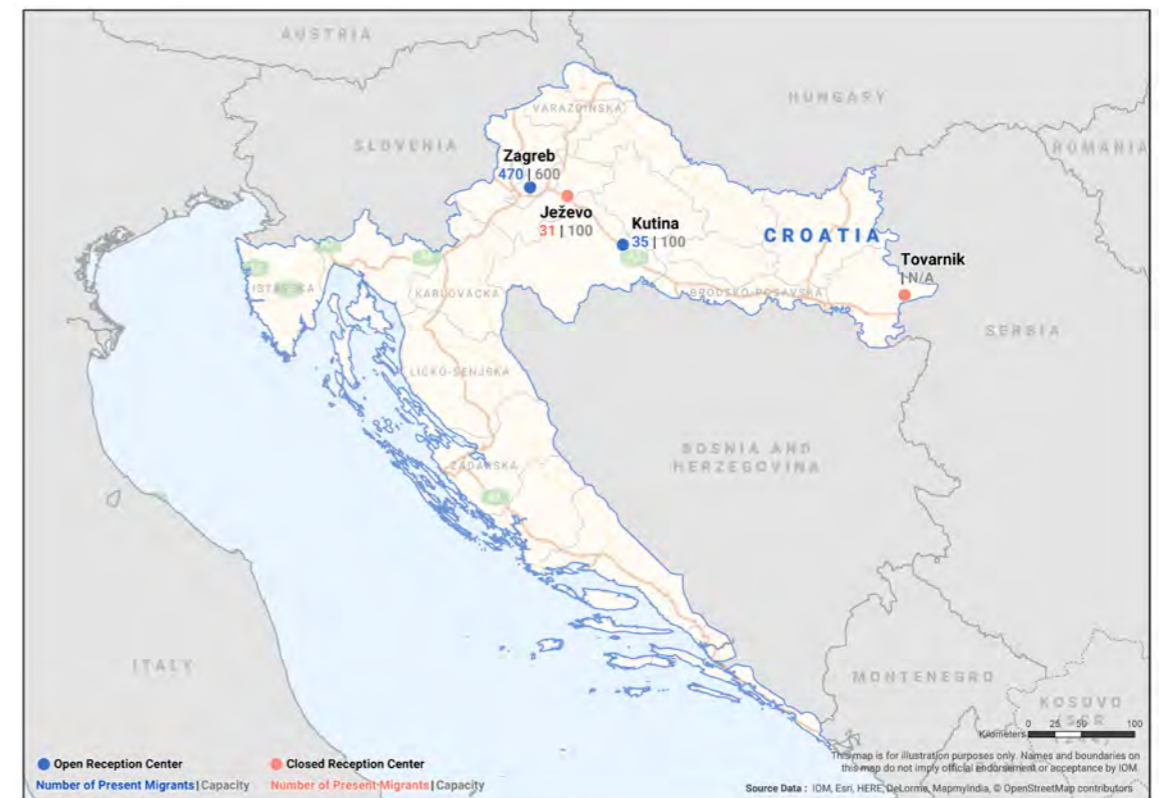 AUSTRIA
HUNGARY
VARAŽDINSKA
SLOVENIA
ROMANIA
Zagreb
470 | 600
Ježevo
31 | 100
Kutina
35 | 100
CROATIA
Tovarnik
| N/A
ISTARSKA
KARLOVAČKA
BRODSKO-POSAVSKA
SERBIA
LIČKO-SENJSKA
BOSNIA AND
HERZEGOVINA
ZADARSKA
ITALY
MONTENEGRO
KOSOVO
0 25 50 100
Kilometers
Open Reception Center
Number of Present Migrants | Capacity
Closed Reception Center
Number of Present Migrants | Capacity
This map is for illustration purposes only. Names and boundaries on
this map do not imply official endorsement or acceptance by IOM.
Source Data : IOM, Esri, HERE, DeLorme, MapmyIndia, © OpenStreetMap contributors